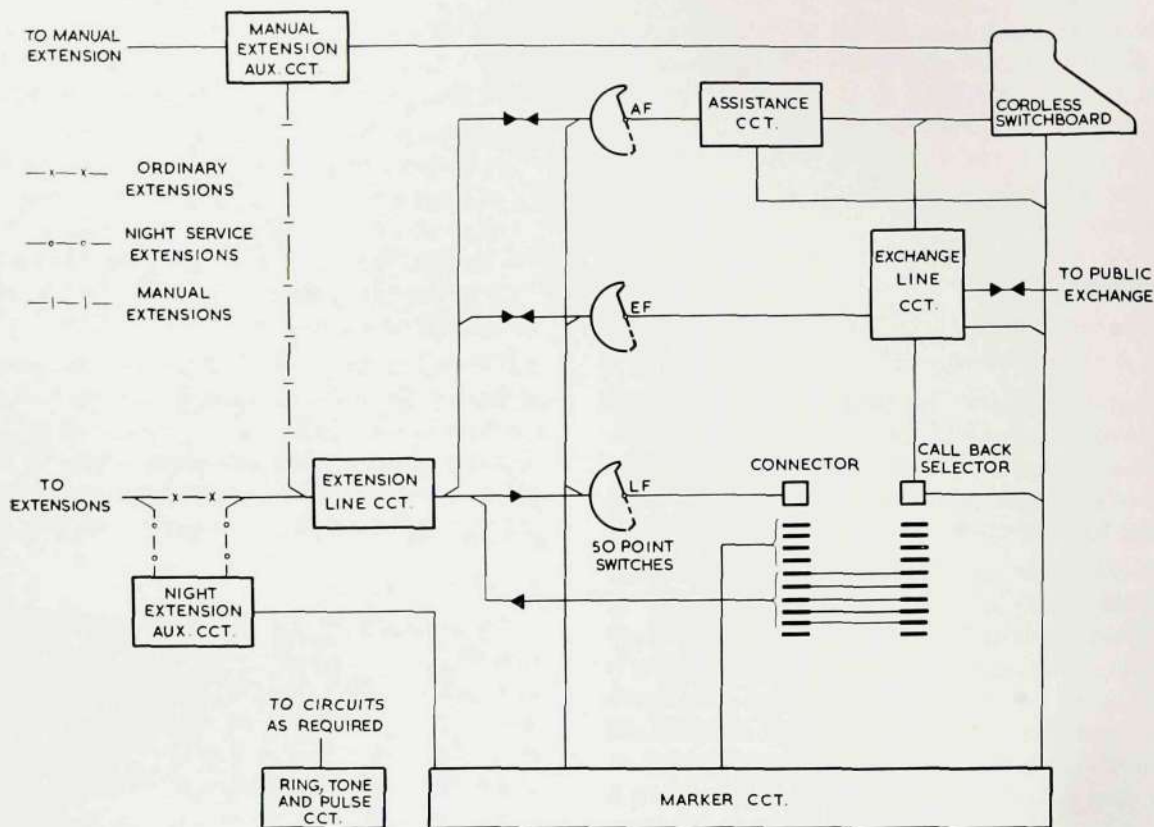 TO MANUAL
EXTENSION
MANUAL
EXTENSION
AUX. CCT.
CORDLESS
SWITCHBOARD
AF
ASSISTANCE
CCT.
—x—x— ORDINARY
EXTENSIONS
—o—o— NIGHT SERVICE
EXTENSIONS
—|—|— MANUAL
EXTENSIONS
EF
EXCHANGE
LINE
CCT.
TO PUBLIC
EXCHANGE
TO
EXTENSIONS
x x
EXTENSION
LINE CCT.
LF
50 POINT
SWITCHES
CONNECTOR
CALL BACK
SELECTOR
NIGHT
EXTENSION
AUX. CCT.
TO CIRCUITS
AS REQUIRED
RING, TONE
AND PULSE
CCT.
MARKER CCT.